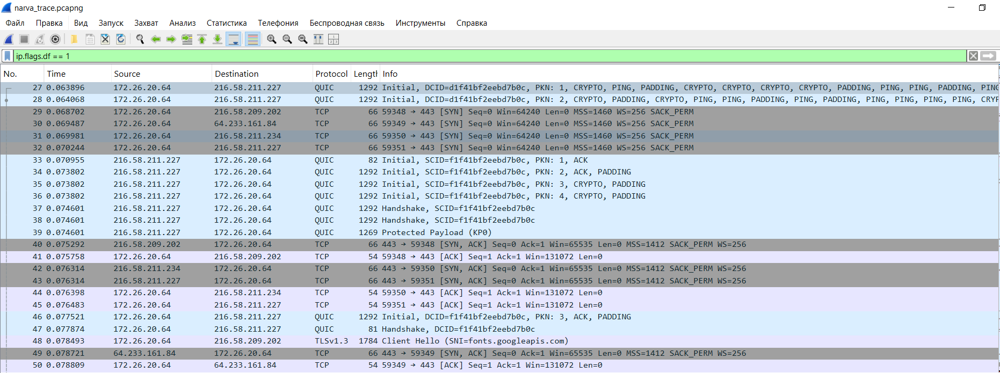 narva_trace.pcapng
Файл Правка Вид Запуск Захват Анализ Статистика Телефония Беспроводная связь Инструменты Справка
ip.flags.df == 1
No. Time Source Destination Protocol Length Info
27 0.063896 172.26.20.64 216.58.211.227 QUIC 1292 Initial, DCID=d1f41bf2eebd7b0c, PKN: 1, CRYPTO, PING, PADDING, CRYPTO, CRYPTO, CRYPTO, CRYPTO, PADDING, PING, PING, PADDING, PING
28 0.064068 172.26.20.64 216.58.211.227 QUIC 1292 Initial, DCID=d1f41bf2eebd7b0c, PKN: 2, CRYPTO, PADDING, CRYPTO, PING, PING, PADDING, PING, PADDING, PING, PING, PING, PING, CRYP
29 0.068702 172.26.20.64 216.58.209.202 TCP 66 59348 → 443 [SYN] Seq=0 Win=64240 Len=0 MSS=1460 WS=256 SACK_PERM
30 0.069487 172.26.20.64 64.233.161.84 TCP 66 59349 → 443 [SYN] Seq=0 Win=64240 Len=0 MSS=1460 WS=256 SACK_PERM
31 0.069981 172.26.20.64 216.58.211.234 TCP 66 59350 → 443 [SYN] Seq=0 Win=64240 Len=0 MSS=1460 WS=256 SACK_PERM
32 0.070244 172.26.20.64 216.58.211.227 TCP 66 59351 → 443 [SYN] Seq=0 Win=64240 Len=0 MSS=1460 WS=256 SACK_PERM
33 0.070955 216.58.211.227 172.26.20.64 QUIC 82 Initial, SCID=f1f41bf2eebd7b0c, PKN: 1, ACK
34 0.073802 216.58.211.227 172.26.20.64 QUIC 1292 Initial, SCID=f1f41bf2eebd7b0c, PKN: 2, ACK, PADDING
35 0.073802 216.58.211.227 172.26.20.64 QUIC 1292 Initial, SCID=f1f41bf2eebd7b0c, PKN: 3, CRYPTO, PADDING
36 0.073802 216.58.211.227 172.26.20.64 QUIC 1292 Initial, SCID=f1f41bf2eebd7b0c, PKN: 4, CRYPTO, PADDING
37 0.074601 216.58.211.227 172.26.20.64 QUIC 1292 Handshake, SCID=f1f41bf2eebd7b0c
38 0.074601 216.58.211.227 172.26.20.64 QUIC 1292 Handshake, SCID=f1f41bf2eebd7b0c
39 0.074601 216.58.211.227 172.26.20.64 QUIC 1269 Protected Payload (KP0)
40 0.075292 216.58.209.202 172.26.20.64 TCP 66 443 → 59348 [SYN, ACK] Seq=0 Ack=1 Win=65535 Len=0 MSS=1412 SACK_PERM WS=256
41 0.075758 172.26.20.64 216.58.209.202 TCP 54 59348 → 443 [ACK] Seq=1 Ack=1 Win=131072 Len=0
42 0.076314 216.58.211.234 172.26.20.64 TCP 66 443 → 59350 [SYN, ACK] Seq=0 Ack=1 Win=65535 Len=0 MSS=1412 SACK_PERM WS=256
43 0.076314 216.58.211.227 172.26.20.64 TCP 66 443 → 59351 [SYN, ACK] Seq=0 Ack=1 Win=65535 Len=0 MSS=1412 SACK_PERM WS=256
44 0.076398 172.26.20.64 216.58.211.234 TCP 54 59350 → 443 [ACK] Seq=1 Ack=1 Win=131072 Len=0
45 0.076483 172.26.20.64 216.58.211.227 TCP 54 59351 → 443 [ACK] Seq=1 Ack=1 Win=131072 Len=0
46 0.077521 172.26.20.64 216.58.211.227 QUIC 1292 Initial, DCID=f1f41bf2eebd7b0c, PKN: 3, ACK, PADDING
47 0.077874 172.26.20.64 216.58.211.227 QUIC 81 Handshake, DCID=f1f41bf2eebd7b0c
48 0.078493 172.26.20.64 216.58.209.202 TLSv1.3 1784 Client Hello (SNI=fonts.googleapis.com)
49 0.078721 64.233.161.84 172.26.20.64 TCP 66 443 → 59349 [SYN, ACK] Seq=0 Ack=1 Win=65535 Len=0 MSS=1412 SACK_PERM WS=256
50 0.078809 172.26.20.64 64.233.161.84 TCP 54 59349 → 443 [ACK] Seq=1 Ack=1 Win=131072 Len=0